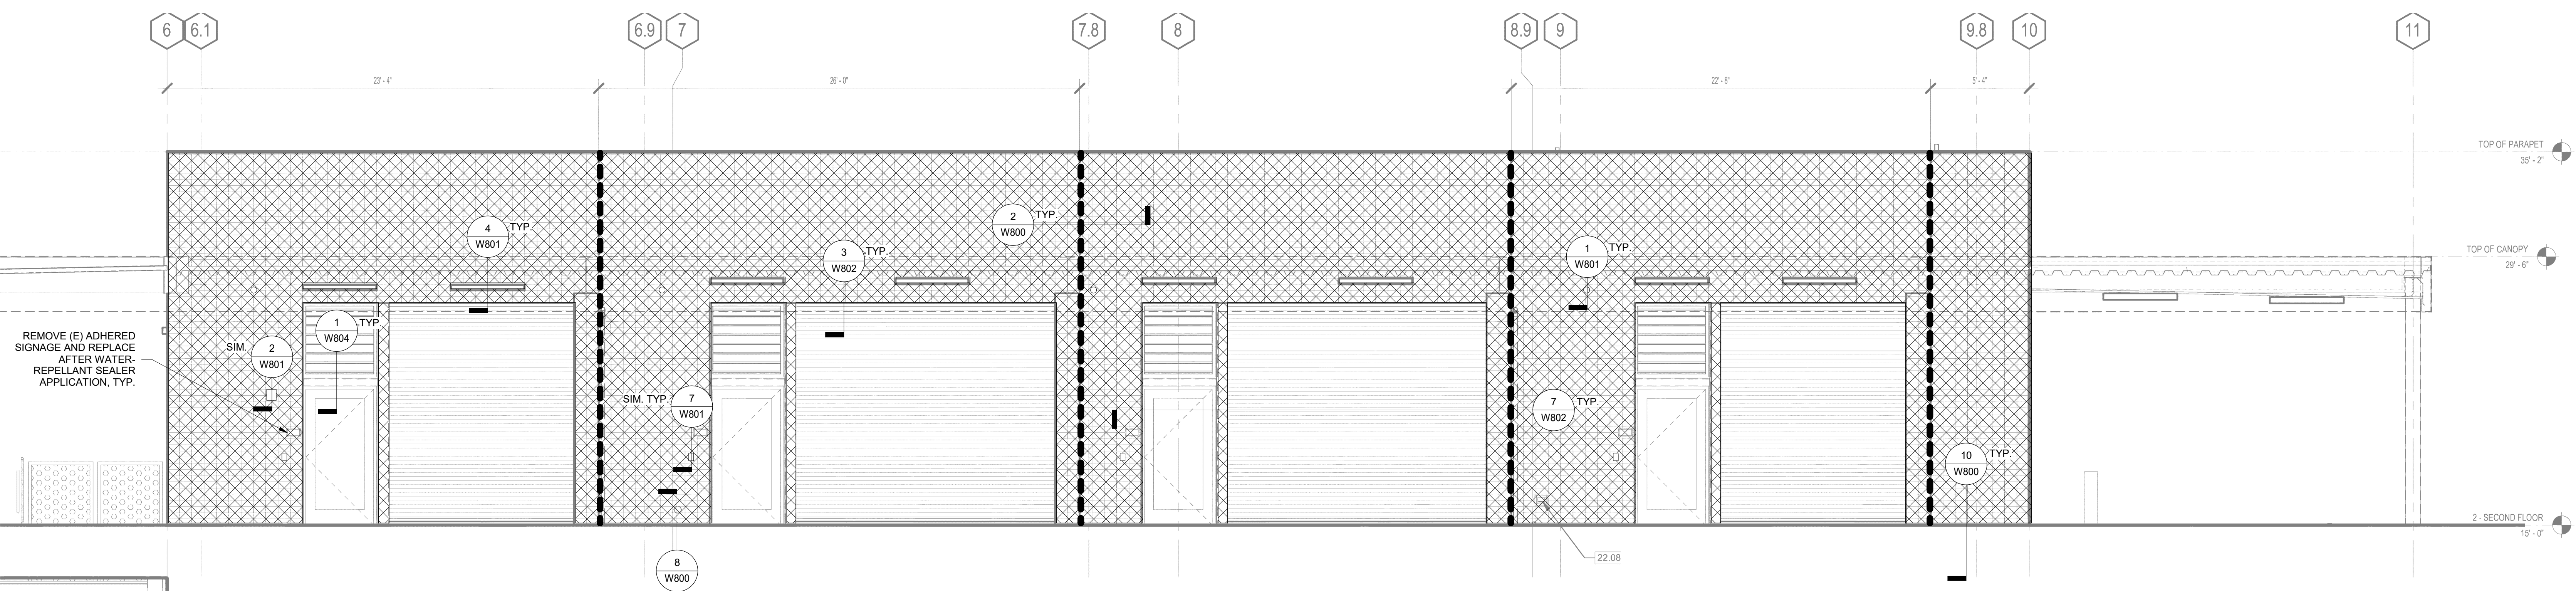 6
6.1
6.9
7
7.8
8
8.9
9
9.8
10
11
23' - 4"
26' - 0"
22' - 8"
5' - 4"
TOP OF PARAPET
35' - 2"
TOP OF CANOPY
29' - 6"
2 - SECOND FLOOR
15' - 0"
4
W801
TYP.
2
W800
TYP.
3
W802
TYP.
1
W801
TYP.
1
W804
TYP.
SIM.
2
W801
REMOVE (E) ADHERED
SIGNAGE AND REPLACE
AFTER WATER-
REPELLANT SEALER
APPLICATION, TYP.
SIM. TYP.
7
W801
7
W802
TYP.
10
W800
TYP.
8
W800
22.08